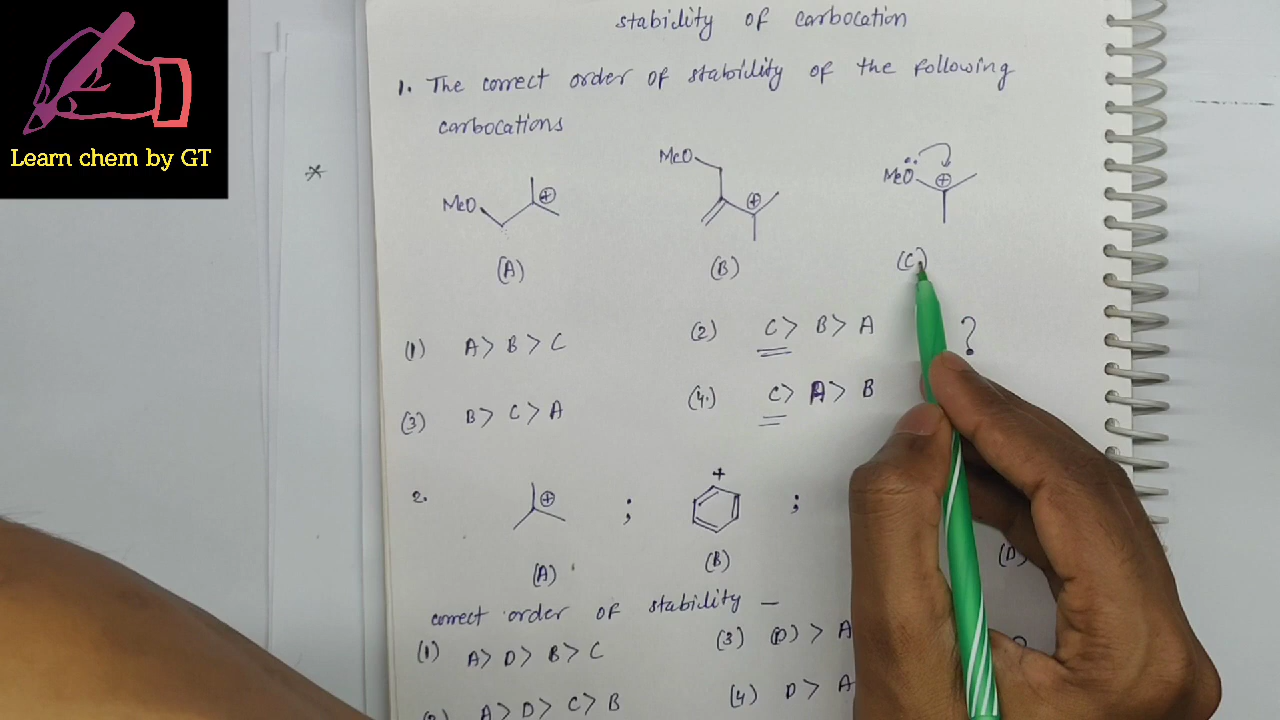 Learn chem by GT
stability of carbocation
1. The correct order of stability of the following
carbocations
MeO ⊕
MeO ⊕
MeO ⊕
(A) (B) (C)
(1) A > B > C (2) C > B > A ?
(3) B > C > A (4.) C > A > B
2. ⊕ ; + ;
(A) (B) (D)
correct order of stability —
(1) A > D > B > C (3) (D) > A
A > D > C > B (4) D > A